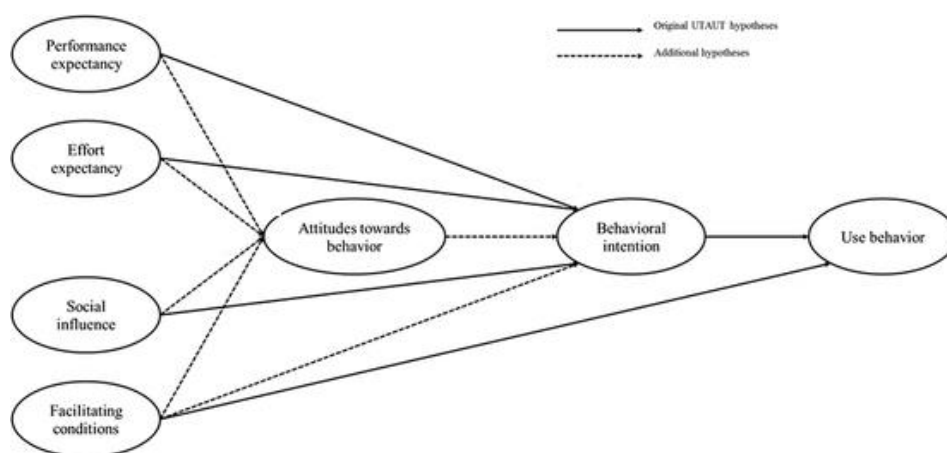 Performance
expectancy
Original UTAUT hypotheses
Additional hypotheses
Effort
expectancy
Attitudes towards
behavior
Behavioral
intention
Use behavior
Social
influence
Facilitating
conditions